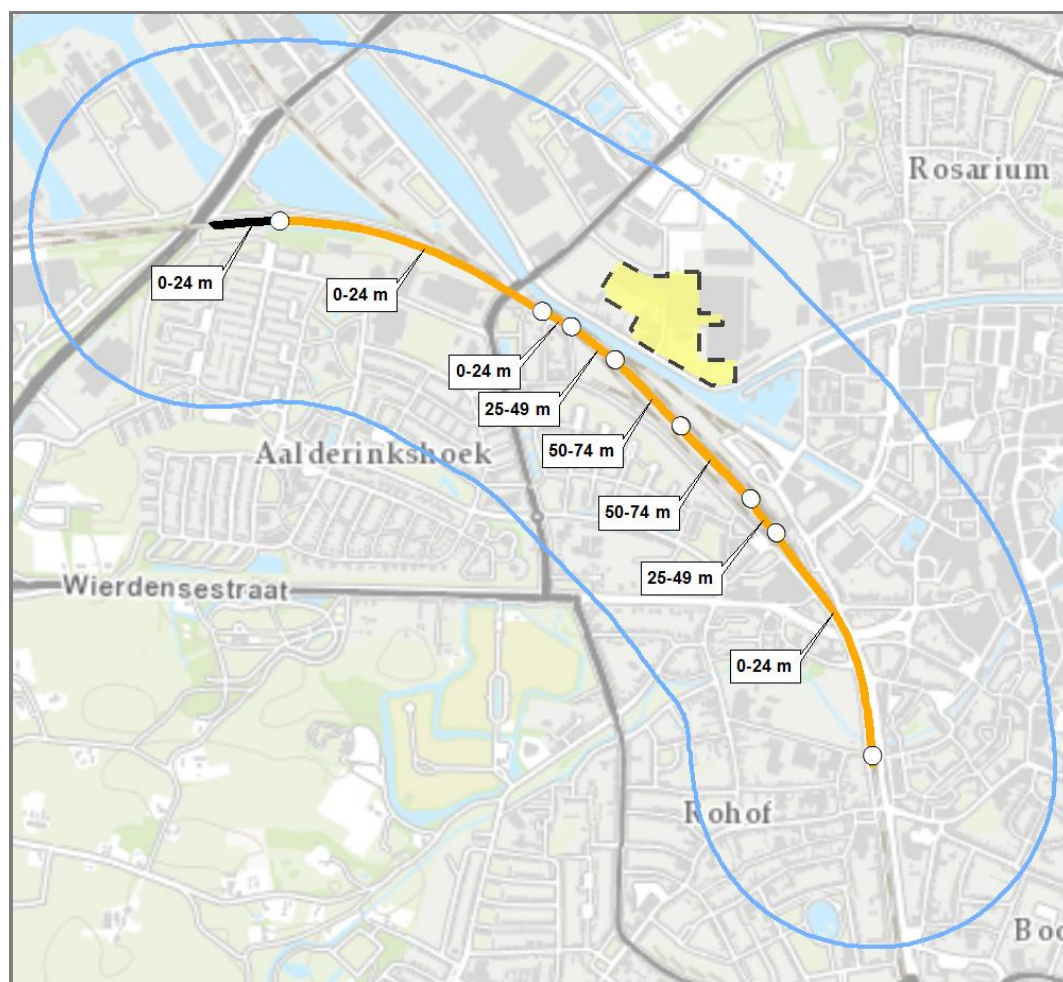 Rosarium
0-24 m
0-24 m
0-24 m
25-49 m
Aalderinkshoek
50-74 m
50-74 m
25-49 m
Wierdensestraat
0-24 m
Rohof
Boo